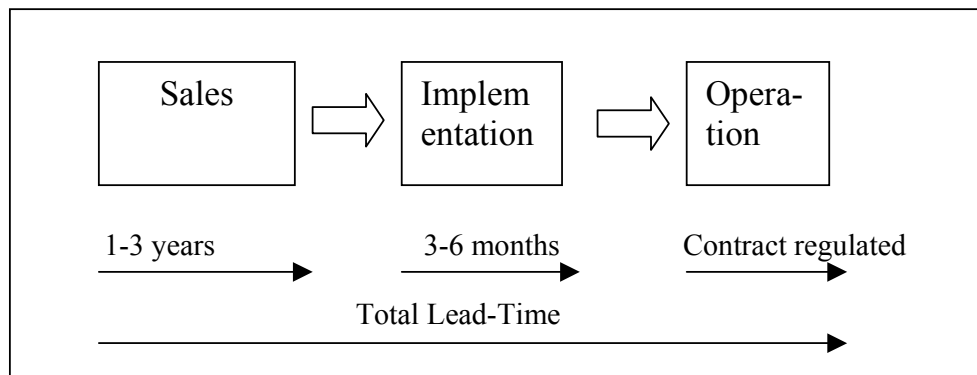 Sales
Implem
entation
Opera-
tion
1-3 years
3-6 months
Contract regulated
Total Lead-Time